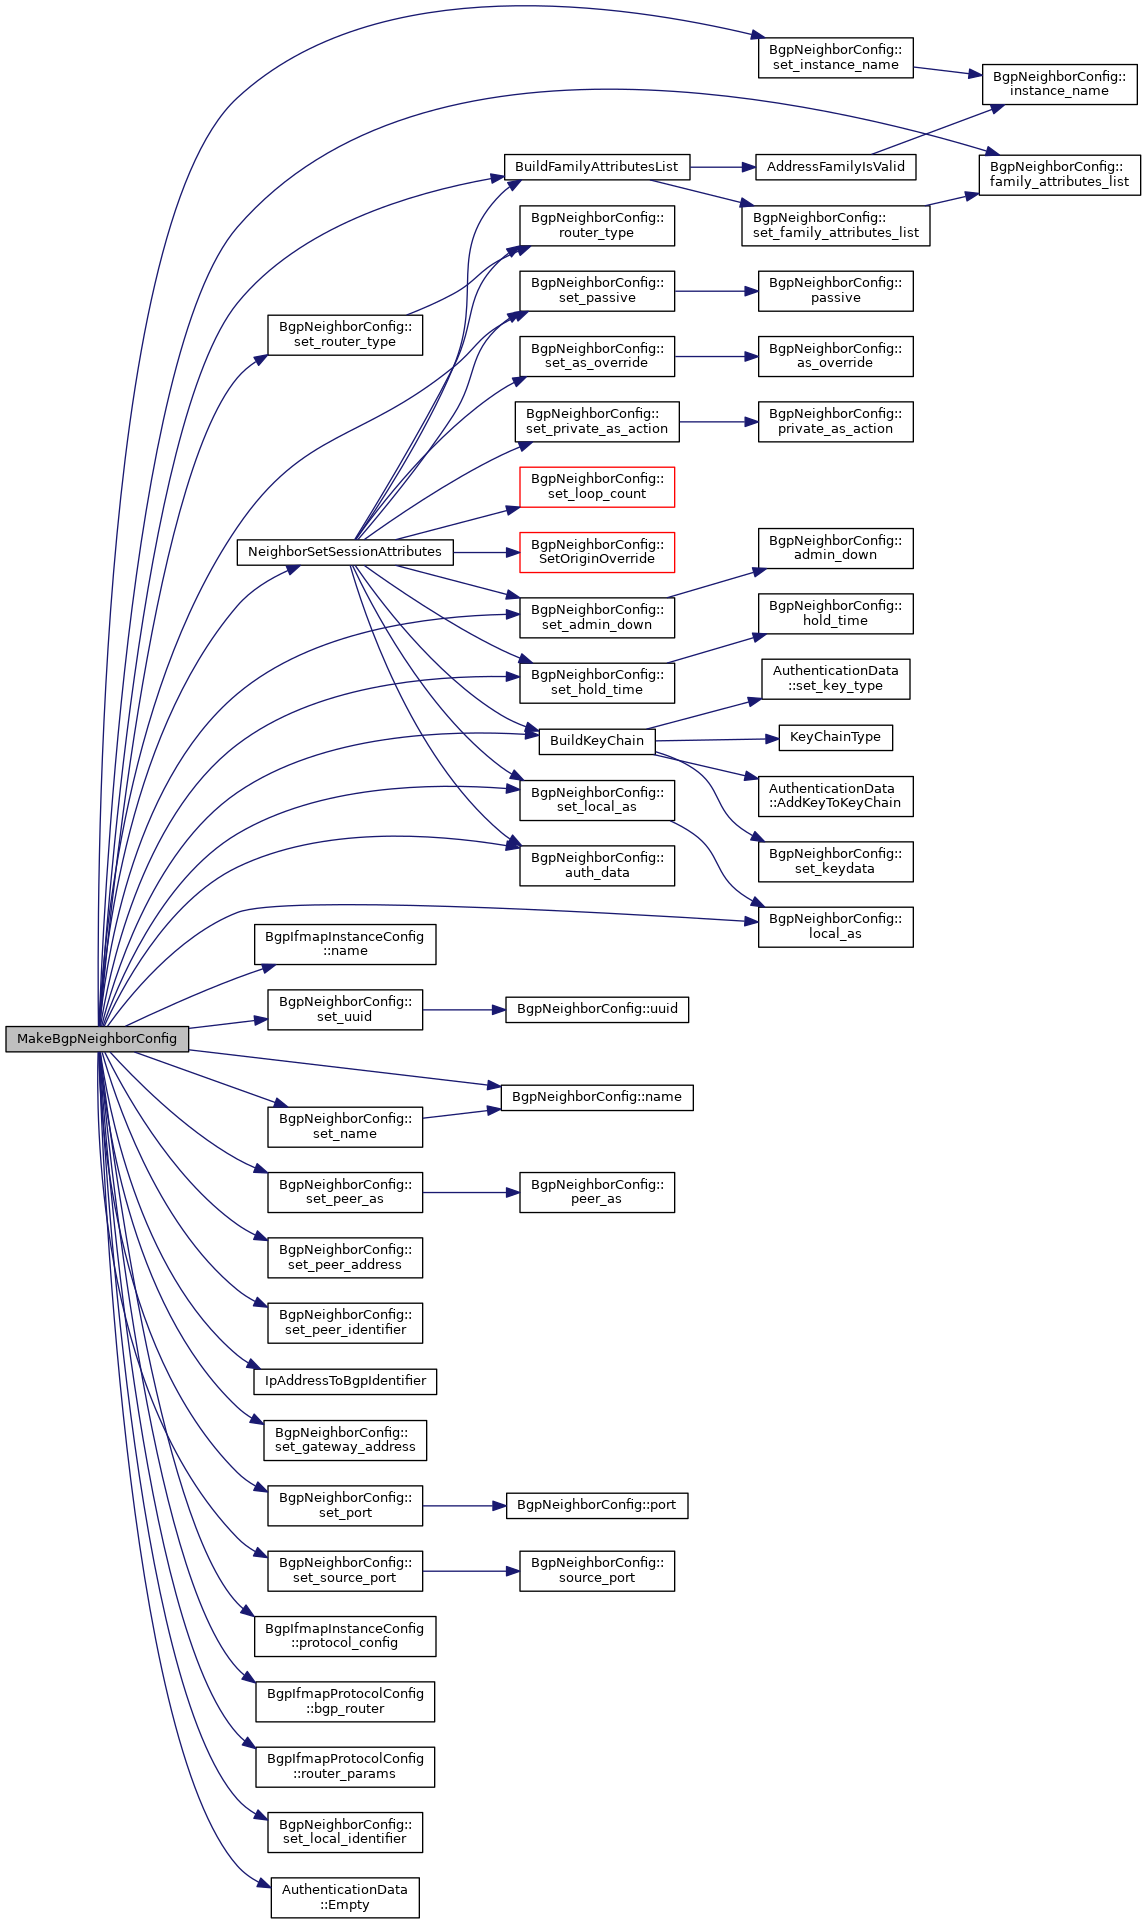 BgpNeighborConfig::
set_instance_name
BgpNeighborConfig::
instance_name
BuildFamilyAttributesList
AddressFamilyIsValid
BgpNeighborConfig::
family_attributes_list
BgpNeighborConfig::
router_type
BgpNeighborConfig::
set_family_attributes_list
BgpNeighborConfig::
set_passive
BgpNeighborConfig::
passive
BgpNeighborConfig::
set_router_type
BgpNeighborConfig::
set_as_override
BgpNeighborConfig::
as_override
BgpNeighborConfig::
set_private_as_action
BgpNeighborConfig::
private_as_action
BgpNeighborConfig::
set_loop_count
NeighborSetSessionAttributes
BgpNeighborConfig::
SetOriginOverride
BgpNeighborConfig::
admin_down
BgpNeighborConfig::
set_admin_down
BgpNeighborConfig::
hold_time
BgpNeighborConfig::
set_hold_time
AuthenticationData
::set_key_type
BuildKeyChain
KeyChainType
BgpNeighborConfig::
set_local_as
AuthenticationData
::AddKeyToKeyChain
BgpNeighborConfig::
auth_data
BgpNeighborConfig::
set_keydata
BgpNeighborConfig::
local_as
BgpIfmapInstanceConfig
::name
BgpNeighborConfig::
set_uuid
BgpNeighborConfig::uuid
MakeBgpNeighborConfig
BgpNeighborConfig::name
BgpNeighborConfig::
set_name
BgpNeighborConfig::
set_peer_as
BgpNeighborConfig::
peer_as
BgpNeighborConfig::
set_peer_address
BgpNeighborConfig::
set_peer_identifier
IpAddressToBgpIdentifier
BgpNeighborConfig::
set_gateway_address
BgpNeighborConfig::
set_port
BgpNeighborConfig::port
BgpNeighborConfig::
set_source_port
BgpNeighborConfig::
source_port
BgpIfmapInstanceConfig
::protocol_config
BgpIfmapProtocolConfig
::bgp_router
BgpIfmapProtocolConfig
::router_params
BgpNeighborConfig::
set_local_identifier
AuthenticationData
::Empty